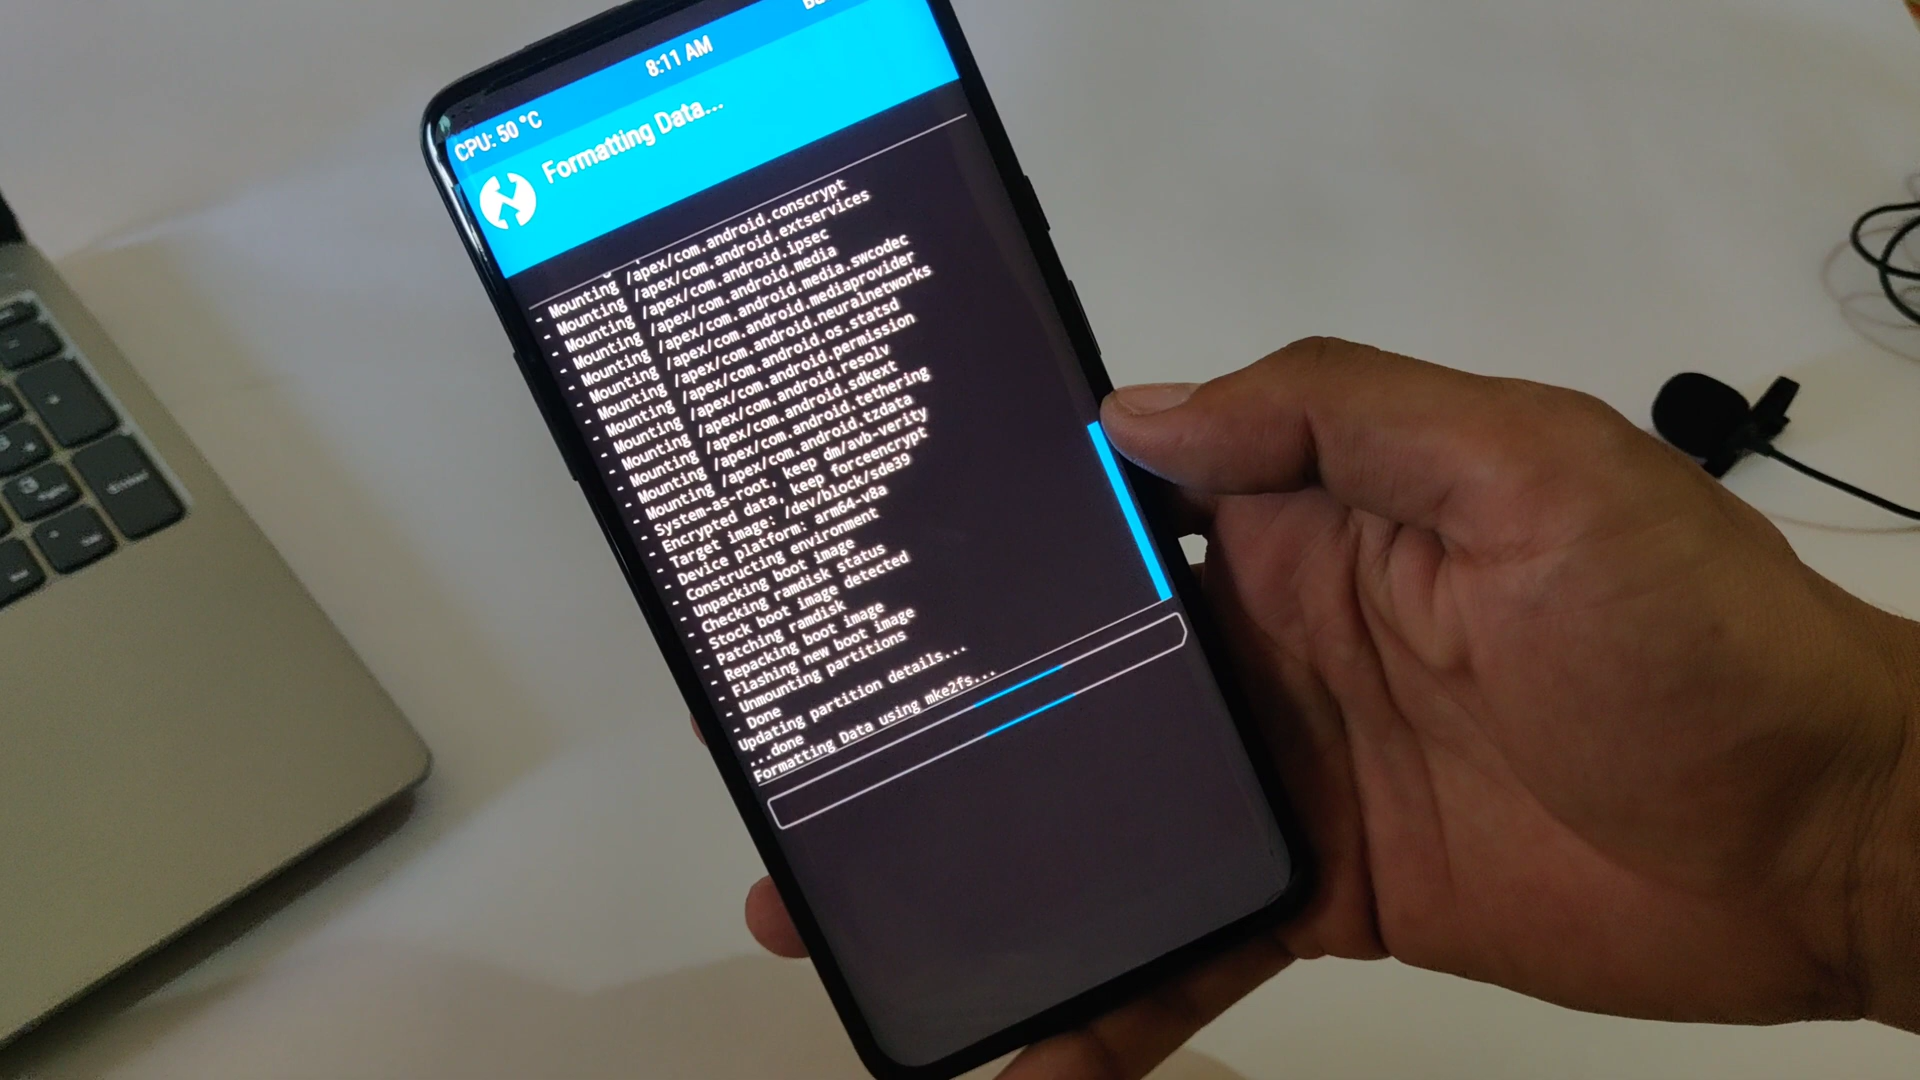 8:11 AM
CPU: 50 °C
Formatting Data...
- Mounting /apex/com.android.conscrypt
- Mounting /apex/com.android.extservices
- Mounting /apex/com.android.ipsec
- Mounting /apex/com.android.media
- Mounting /apex/com.android.media.swcodec
- Mounting /apex/com.android.mediaprovider
- Mounting /apex/com.android.neuralnetworks
- Mounting /apex/com.android.os.statsd
- Mounting /apex/com.android.permission
- Mounting /apex/com.android.resolv
- Mounting /apex/com.android.sdkext
- Mounting /apex/com.android.tethering
- Mounting /apex/com.android.tzdata
- System-as-root, keep dm/avb-verity
- Encrypted data, keep forceencrypt
- Target image: /dev/block/sde39
- Device platform: arm64-v8a
- Constructing environment
- Unpacking boot image
- Checking ramdisk status
- Stock boot image detected
- Patching ramdisk
- Repacking boot image
- Flashing new boot image
- Unmounting partitions
- Done
Updating partition details...
...done
Formatting Data using mke2fs...